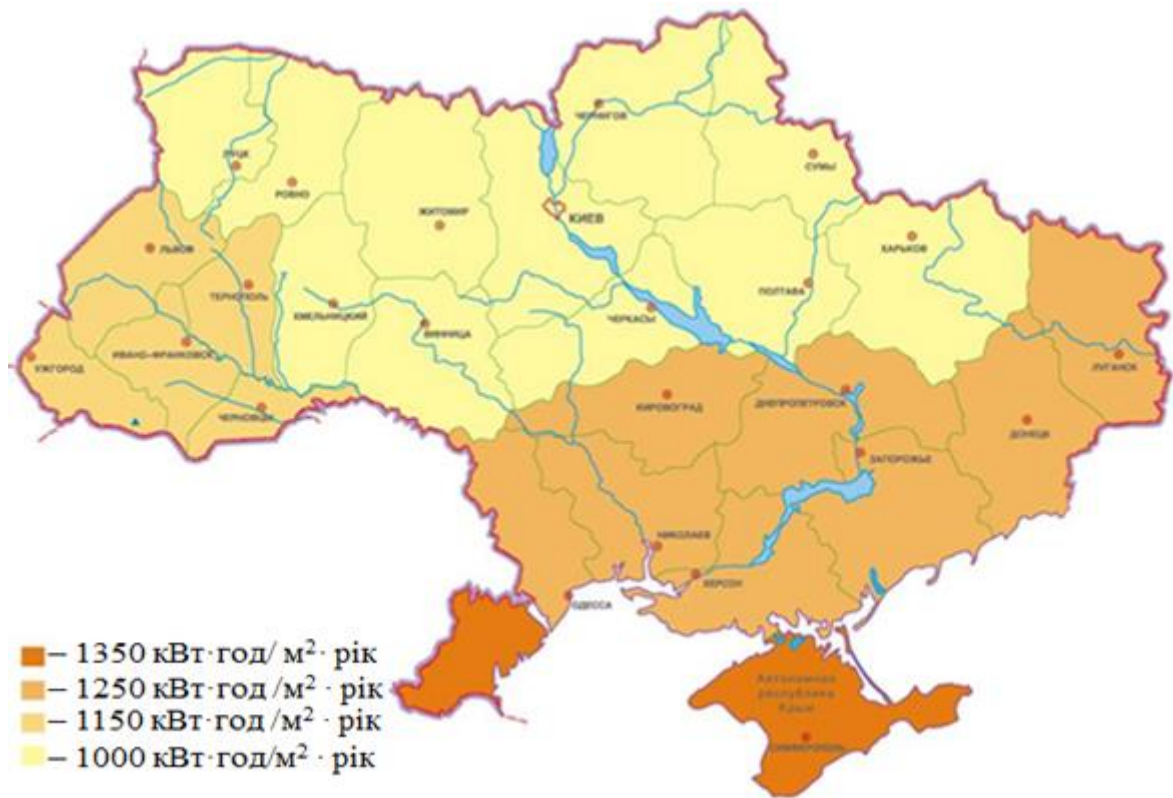 ЧЕРНИГОВ
ЛУЦК
РОВНО
СУМЫ
ЖИТОМИР
КИЕВ
ЛЬВОВ
ХАРЬКОВ
ТЕРНОПОЛЬ
ПОЛТАВА
ХМЕЛЬНИЦКИЙ
ЧЕРКАСЫ
ВИННИЦА
ИВАНО-ФРАНКОВСК
УЖГОРОД
ЛУГАНСК
КИРОВОГРАД
ДНЕПРОПЕТРОВСК
ЧЕРНОВЦЫ
ДОНЕЦК
ЗАПОРОЖЬЕ
НИКОЛАЕВ
ХЕРСОН
ОДЕССА
Автономная
республика
Крым
СИМФЕРОПОЛЬ
– 1350 кВт·год/ м² · рік
– 1250 кВт·год /м² · рік
– 1150 кВт·год /м² · рік
– 1000 кВт·год/м² · рік